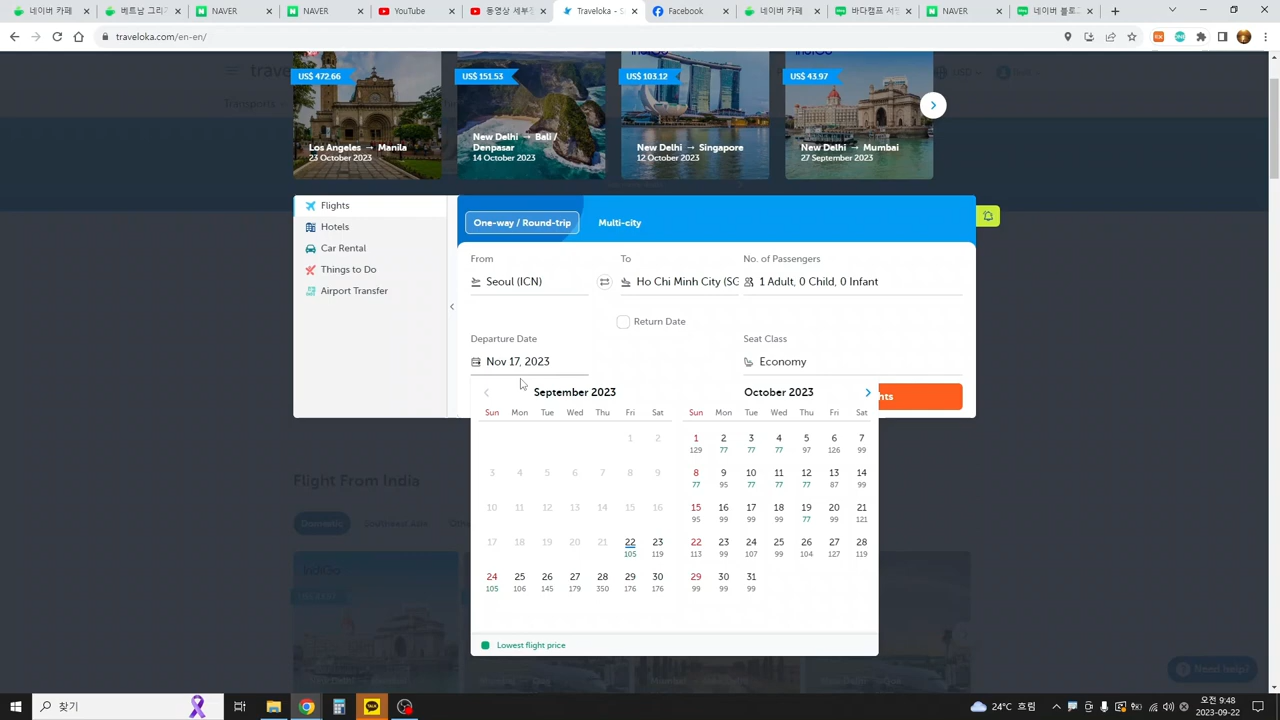 네이버 카페
베트남 그리기
NAVER
YouTube
동영상 세부정
Traveloka - S
Facebook
NAVER
바다캠프 서든
NAVER
네이버 블로그
traveloka.com/en-en/
US$ 472.66
US$ 151.53
US$ 103.12
US$ 43.97
Los Angeles → Manila
23 October 2023
New Delhi → Bali / Denpasar
14 October 2023
New Delhi → Singapore
12 October 2023
New Delhi → Mumbai
27 September 2023
USD
Flights
Hotels
Car Rental
Things to Do
Airport Transfer
One-way / Round-trip
Multi-city
From
To
No. of Passengers
Seoul (ICN)
Ho Chi Minh City (SG
1 Adult, 0 Child, 0 Infant
Return Date
Departure Date
Seat Class
Nov 17, 2023
Economy
September 2023
October 2023
hts
Sun Mon Tue Wed Thu Fri Sat
Sun Mon Tue Wed Thu Fri Sat
1 2
1 2 3 4 5 6 7
129 77 77 77 97 126 99
3 4 5 6 7 8 9
8 9 10 11 12 13 14
77 95 77 77 77 87 99
10 11 12 13 14 15 16
15 16 17 18 19 20 21
95 99 99 99 77 99 121
17 18 19 20 21 22 23
105 119
22 23 24 25 26 27 28
113 99 107 99 104 127 119
24 25 26 27 28 29 30
105 106 145 179 350 176 176
29 30 31
99 99 99
Lowest flight price
Flight From India
Domestic
Southeast Asia
Need help?
찾기
TALK
24°C 흐림
오전 9:48
2023-09-22